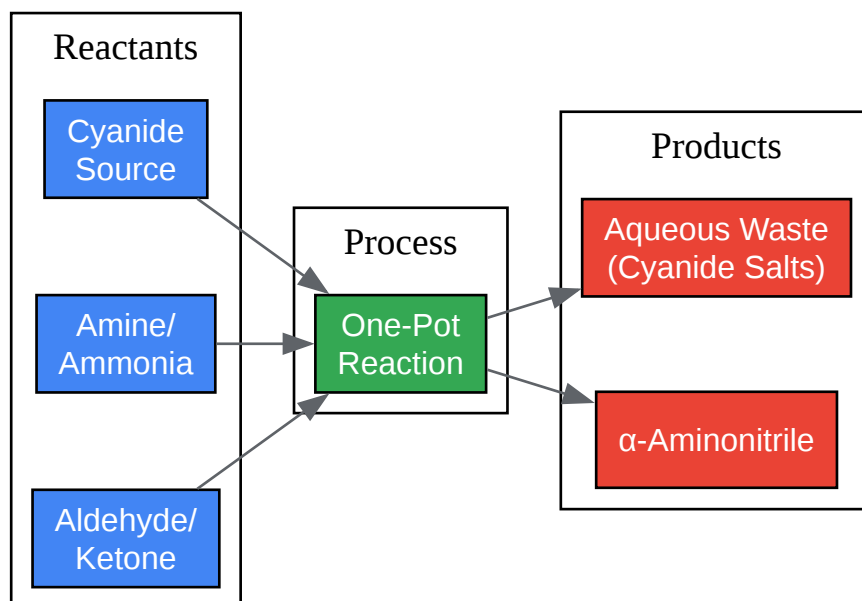 Reactants
Cyanide
Source
Amine/
Ammonia
Aldehyde/
Ketone
Process
One-Pot
Reaction
Products
Aqueous Waste
(Cyanide Salts)
α-Aminonitrile